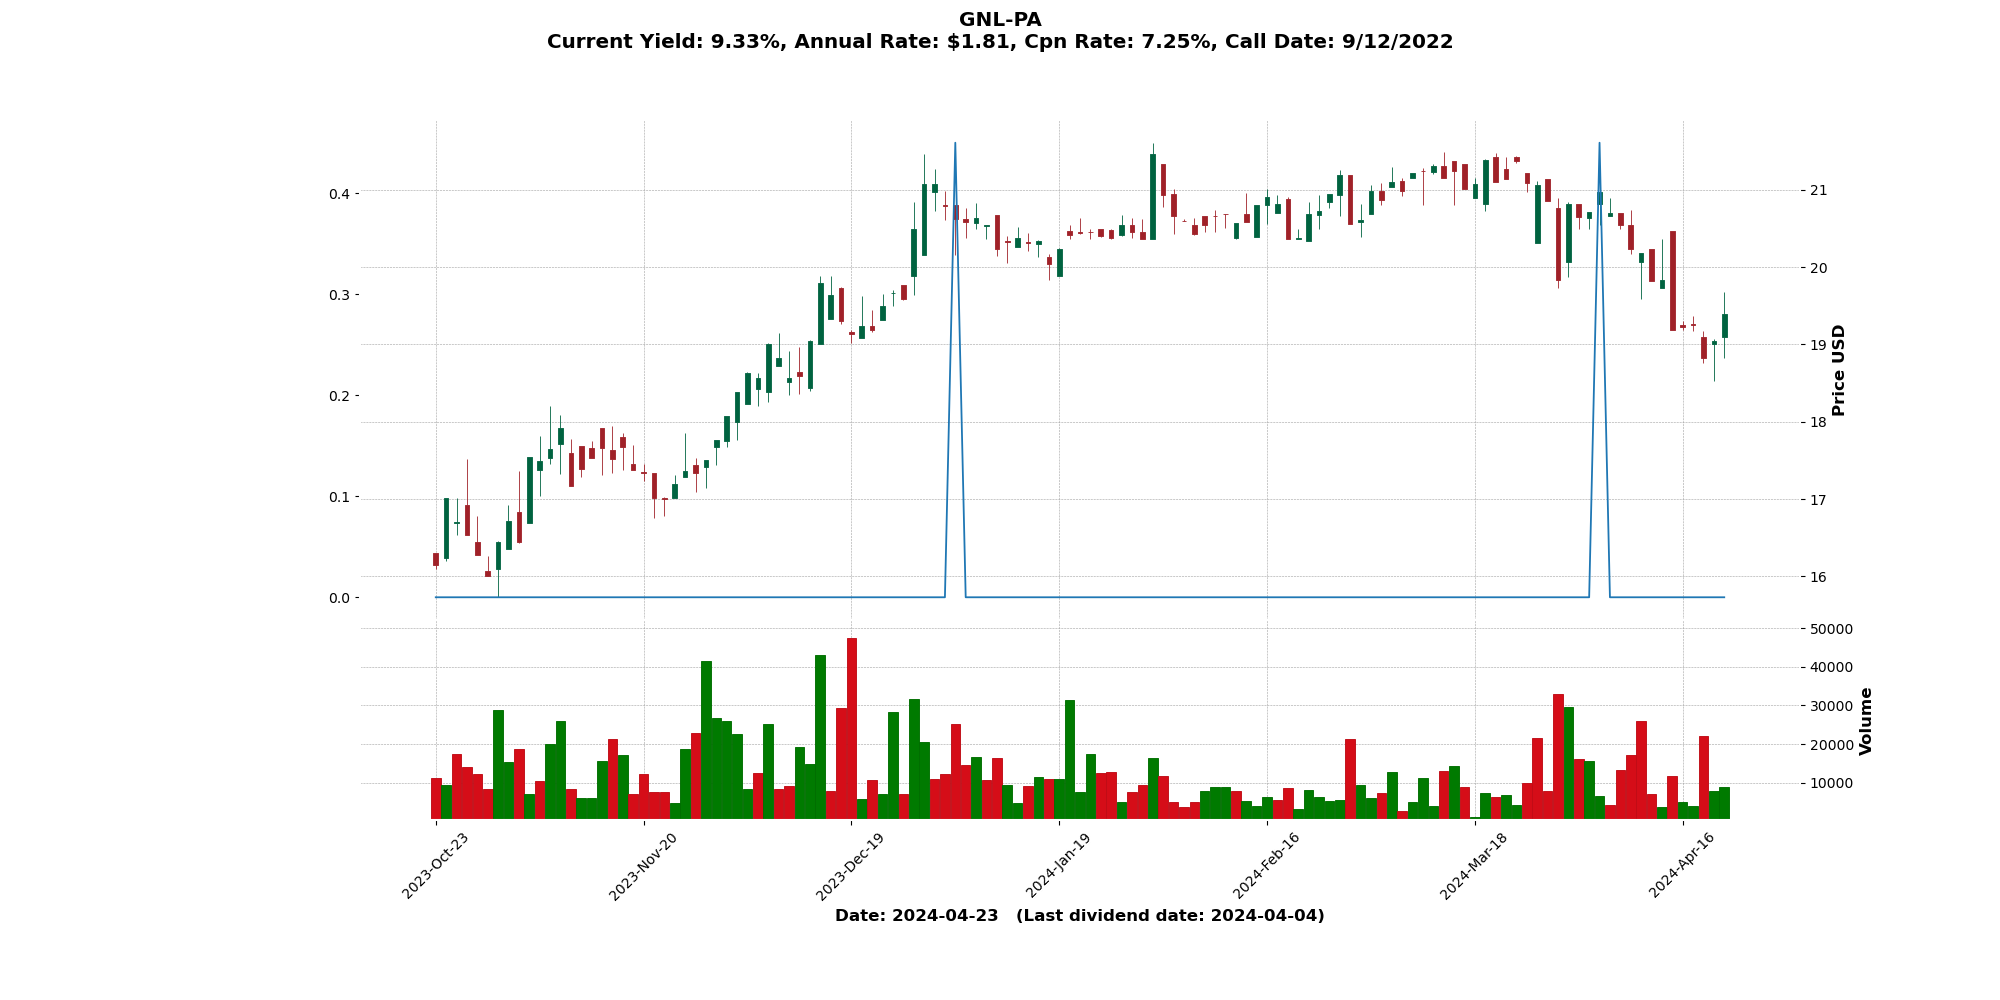 GNL-PA
Current Yield: 9.33%, Annual Rate: $1.81, Cpn Rate: 7.25%, Call Date: 9/12/2022
0.4
0.3
0.2
0.1
0.0
21
20
19
18
17
16
Price USD
50000
40000
30000
20000
10000
Volume
2023-Oct-23
2023-Nov-20
2023-Dec-19
2024-Jan-19
2024-Feb-16
2024-Mar-18
2024-Apr-16
Date: 2024-04-23   (Last dividend date: 2024-04-04)